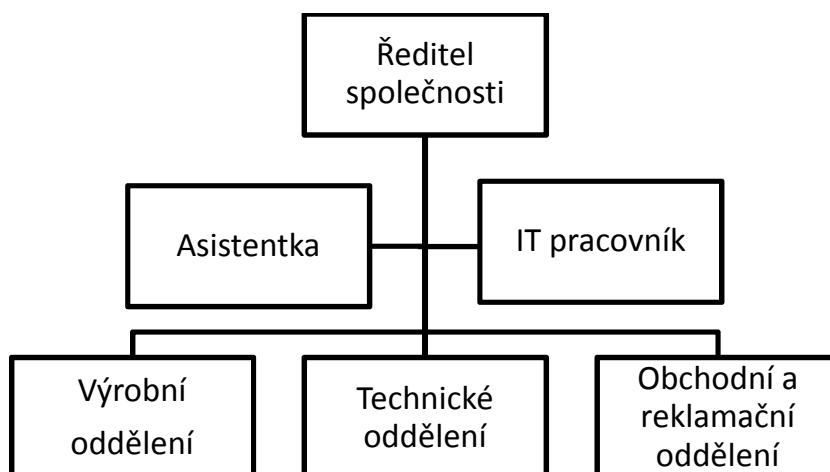 Ředitel
společnosti
Asistentka
IT pracovník
Výrobní
oddělení
Technické
oddělení
Obchodní a
reklamační
oddělení